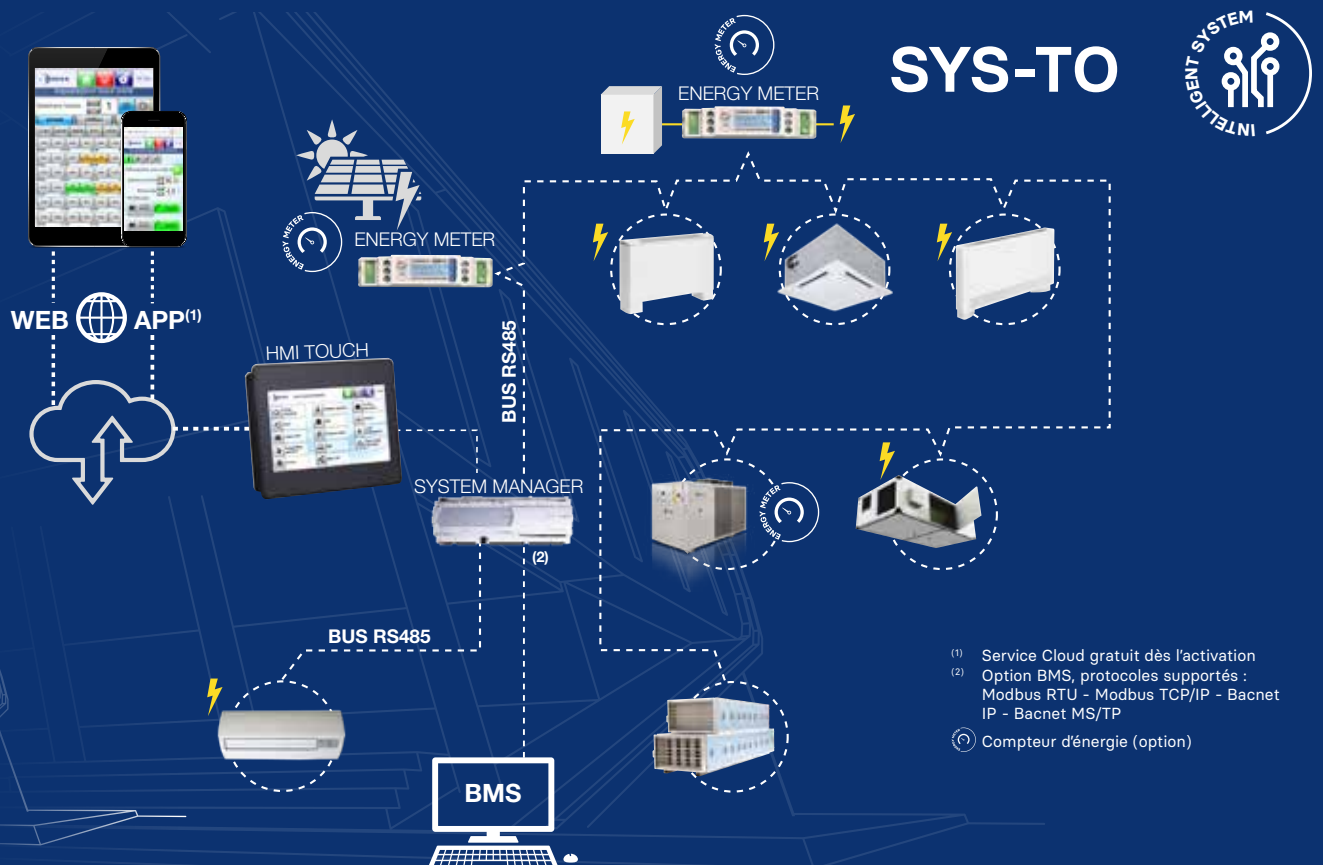 SYS-TO
INTELLIGENT SYSTEM
ENERGY METER
ENERGY METER
ENERGY METER
ENERGY METER
WEB
APP(1)
HMI TOUCH
BUS RS485
SYSTEM MANAGER
(2)
ENERGY METER
BUS RS485
BMS
(1) Service Cloud gratuit dès l'activation
(2) Option BMS, protocoles supportés :
Modbus RTU - Modbus TCP/IP - Bacnet
IP - Bacnet MS/TP
Compteur d'énergie (option)